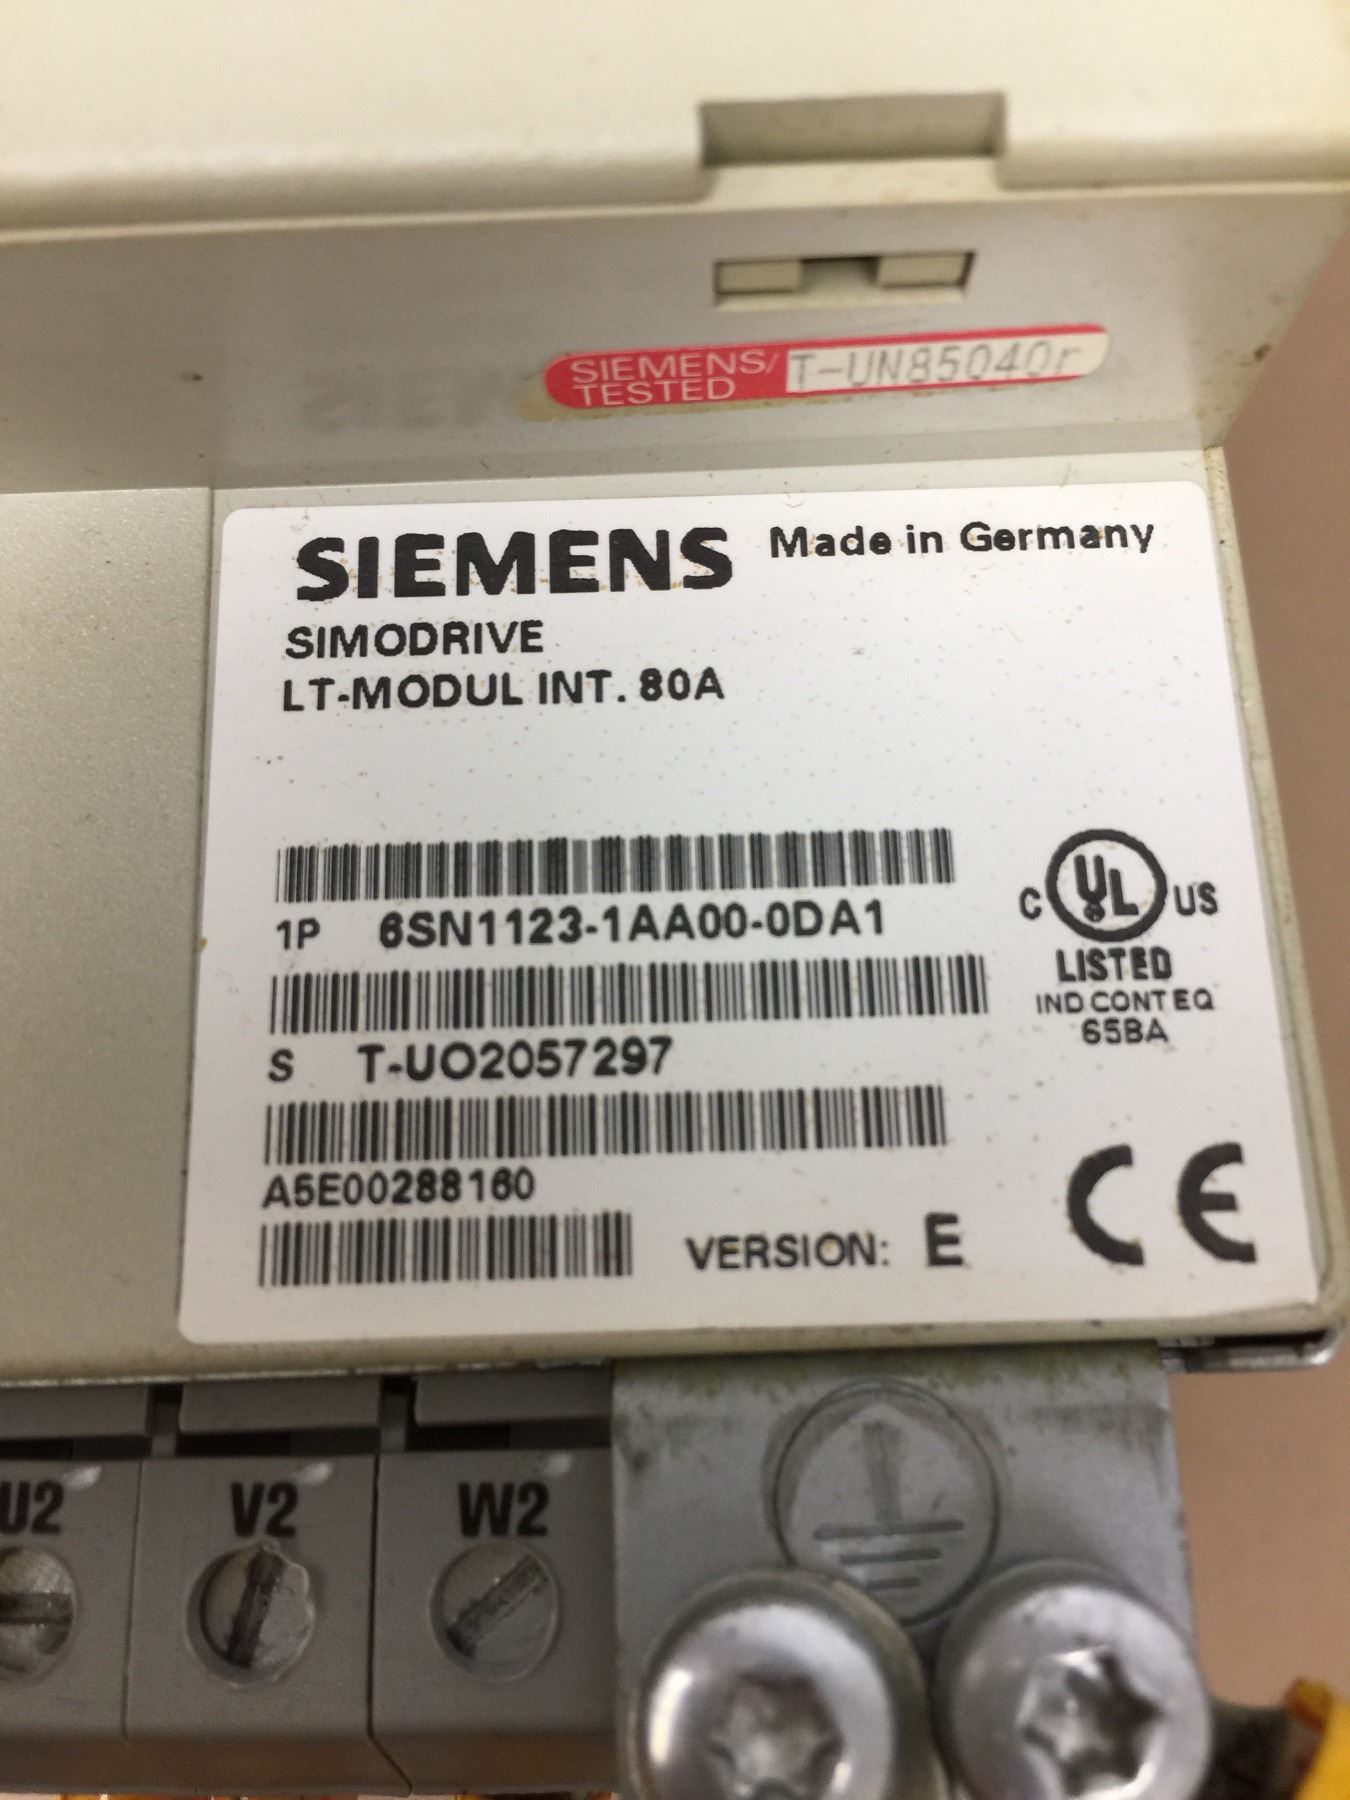 SIEMENS/ T-UN85040r
TESTED
SIEMENS Made in Germany
SIMODRIVE
LT-MODUL INT. 80A
1P 6SN1123-1AA00-0DA1
C UL US
LISTED
IND.CONT.EQ
65BA
S T-UO2057297
A5E00288160
VERSION: E
CE
U2 V2 W2